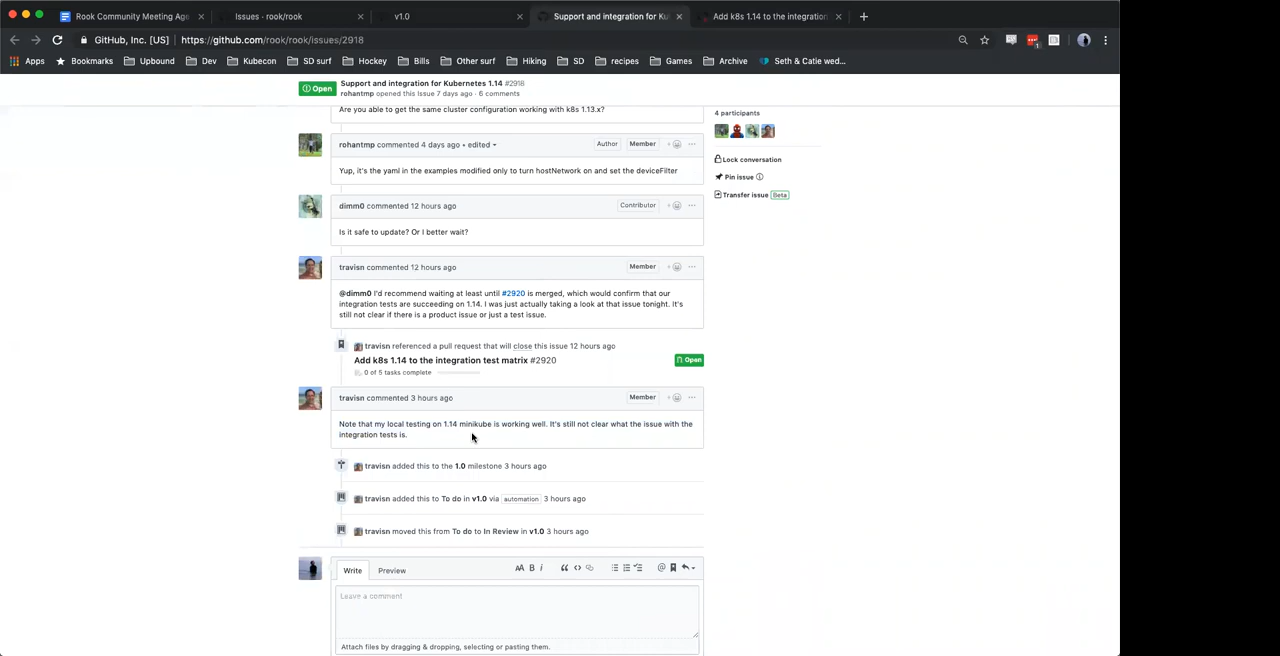 Rook Community Meeting Age
Issues · rook/rook
v1.0
Support and integration for Ku
Add k8s 1.14 to the integration
GitHub, Inc. [US]
https://github.com/rook/rook/issues/2918
Apps
Bookmarks
Upbound
Dev
Kubecon
SD surf
Hockey
Bills
Other surf
Hiking
SD
recipes
Games
Archive
Seth & Catie wed...
Open
Support and integration for Kubernetes 1.14 #2918
rohantmp opened this issue 7 days ago · 6 comments
Are you able to get the same cluster configuration working with k8s 1.13.x?
4 participants
Lock conversation
Pin issue
Transfer issue Beta
rohantmp commented 4 days ago • edited
Author
Member
Yup, it's the yaml in the examples modified only to turn hostNetwork on and set the deviceFilter
dimm0 commented 12 hours ago
Contributor
Is it safe to update? Or I better wait?
travisn commented 12 hours ago
Member
@dimm0 I'd recommend waiting at least until #2920 is merged, which would confirm that our
integration tests are succeeding on 1.14. I was just actually taking a look at that issue tonight. It's
still not clear if there is a product issue or just a test issue.
travisn referenced a pull request that will close this issue 12 hours ago
Add k8s 1.14 to the integration test matrix #2920
Open
0 of 5 tasks complete
travisn commented 3 hours ago
Member
Note that my local testing on 1.14 minikube is working well. It's still not clear what the issue with the
integration tests is.
travisn added this to the 1.0 milestone 3 hours ago
travisn added this to To do in v1.0 via automation 3 hours ago
travisn moved this from To do to In Review in v1.0 3 hours ago
Write
Preview
AA B i
Leave a comment
Attach files by dragging & dropping, selecting or pasting them.